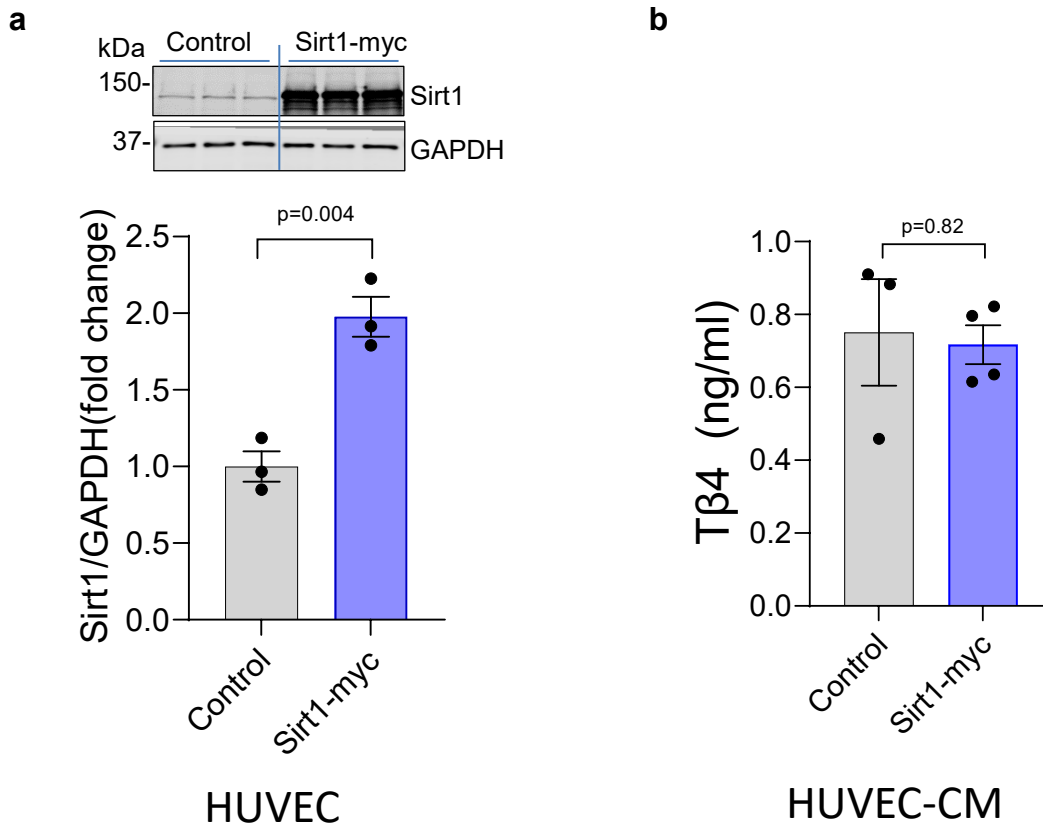 a
kDa
Control
Sirt1-myc
150-
Sirt1
37-
GAPDH
Sirt1/GAPDH(fold change)
p=0.004
2.5
2.0
1.5
1.0
0.5
0.0
Control
Sirt1-myc
HUVEC
b
Tβ4 (ng/ml)
p=0.82
1.0
0.8
0.6
0.4
0.2
0.0
Control
Sirt1-myc
HUVEC-CM